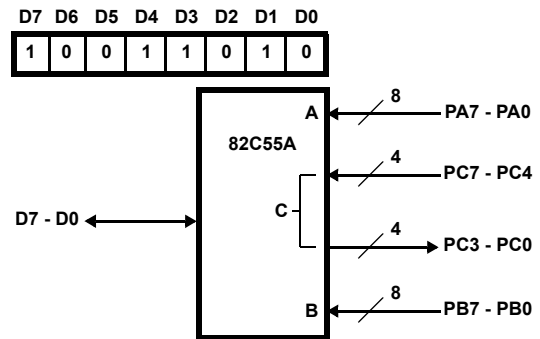 D7 D6 D5 D4 D3 D2 D1 D0
1 0 0 1 1 0 1 0
8
A
PA7 - PA0
82C55A
4
PC7 - PC4
C
D7 - D0
4
PC3 - PC0
8
B
PB7 - PB0